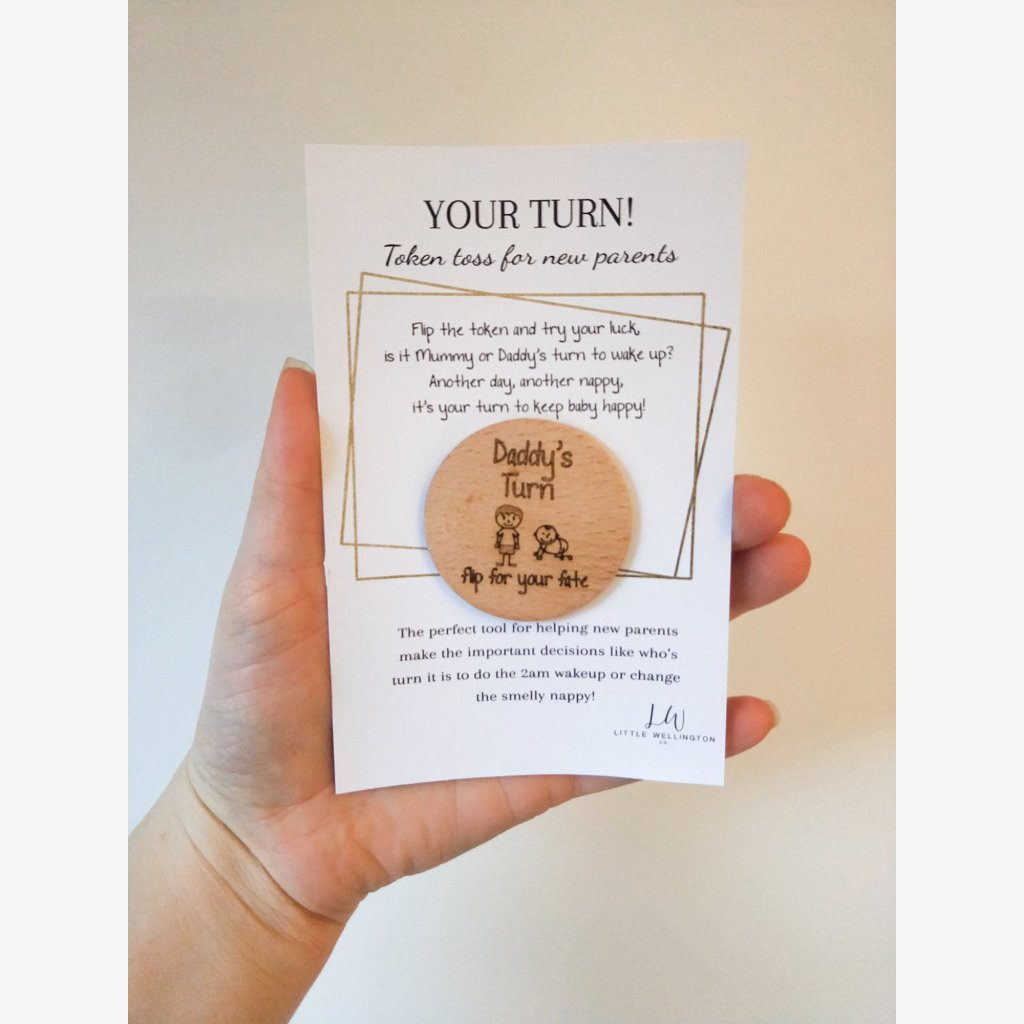 YOUR TURN!
Token toss for new parents
Flip the token and try your luck,
is it Mummy or Daddy's turn to wake up?
Another day, another nappy,
it's your turn to keep baby happy!
Daddy's
Turn
flip for your fate
The perfect tool for helping new parents
make the important decisions like who's
turn it is to do the 2am wakeup or change
the smelly nappy!
LW
LITTLE WELLINGTON
CO.